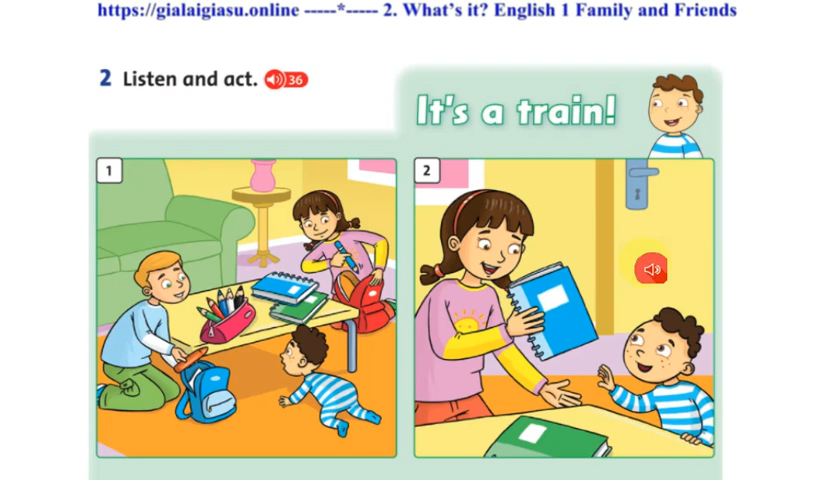 https://gialaigiasu.online -----*----- 2. What's it? English 1 Family and Friends
2 Listen and act. 36
It's a train!
1
2